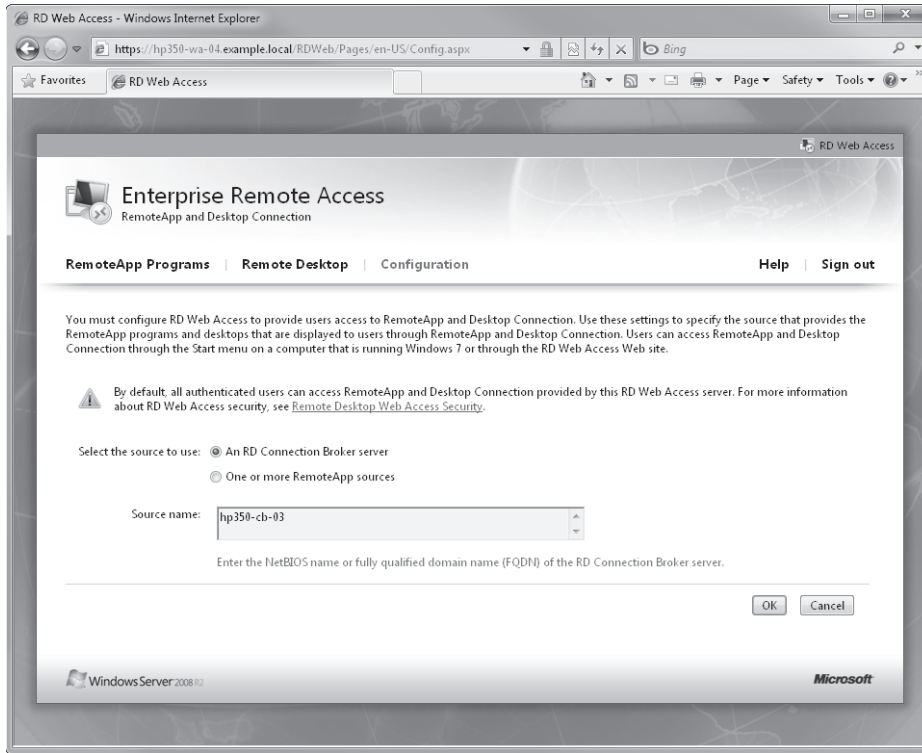 RD Web Access - Windows Internet Explorer
https://hp350-wa-04.example.local/RDWeb/Pages/en-US/Config.aspx
Bing
Favorites
RD Web Access
Page
Safety
Tools
RD Web Access
Enterprise Remote Access
RemoteApp and Desktop Connection
RemoteApp Programs | Remote Desktop | Configuration
Help | Sign out
You must configure RD Web Access to provide users access to RemoteApp and Desktop Connection. Use these settings to specify the source that provides the
RemoteApp programs and desktops that are displayed to users through RemoteApp and Desktop Connection. Users can access RemoteApp and Desktop
Connection through the Start menu on a computer that is running Windows 7 or through the RD Web Access Web site.
By default, all authenticated users can access RemoteApp and Desktop Connection provided by this RD Web Access server. For more information
about RD Web Access security, see Remote Desktop Web Access Security.
Select the source to use:
An RD Connection Broker server
One or more RemoteApp sources
Source name:
hp350-cb-03
Enter the NetBIOS name or fully qualified domain name (FQDN) of the RD Connection Broker server.
OK
Cancel
Windows Server 2008 R2
Microsoft